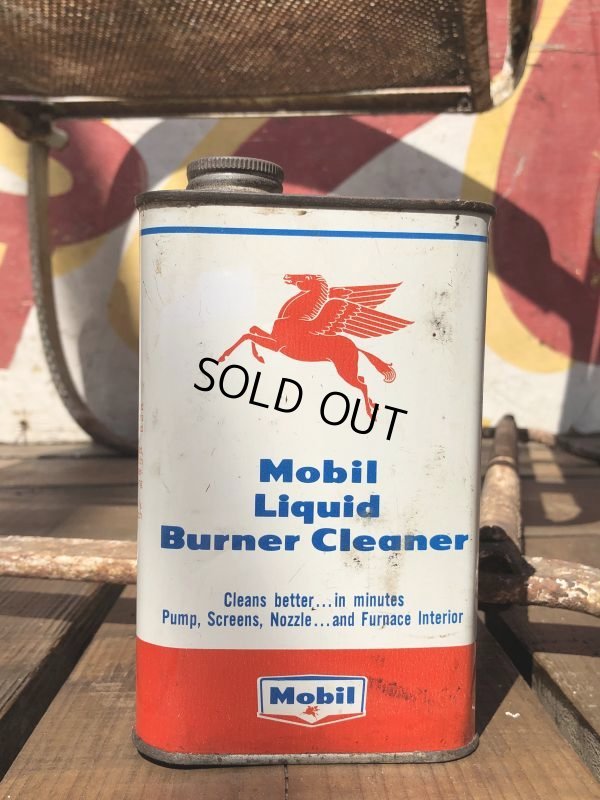 SOLD OUT
Mobil
Liquid
Burner Cleaner
Cleans better...in minutes
Pump, Screens, Nozzle...and Furnace Interior
Mobil